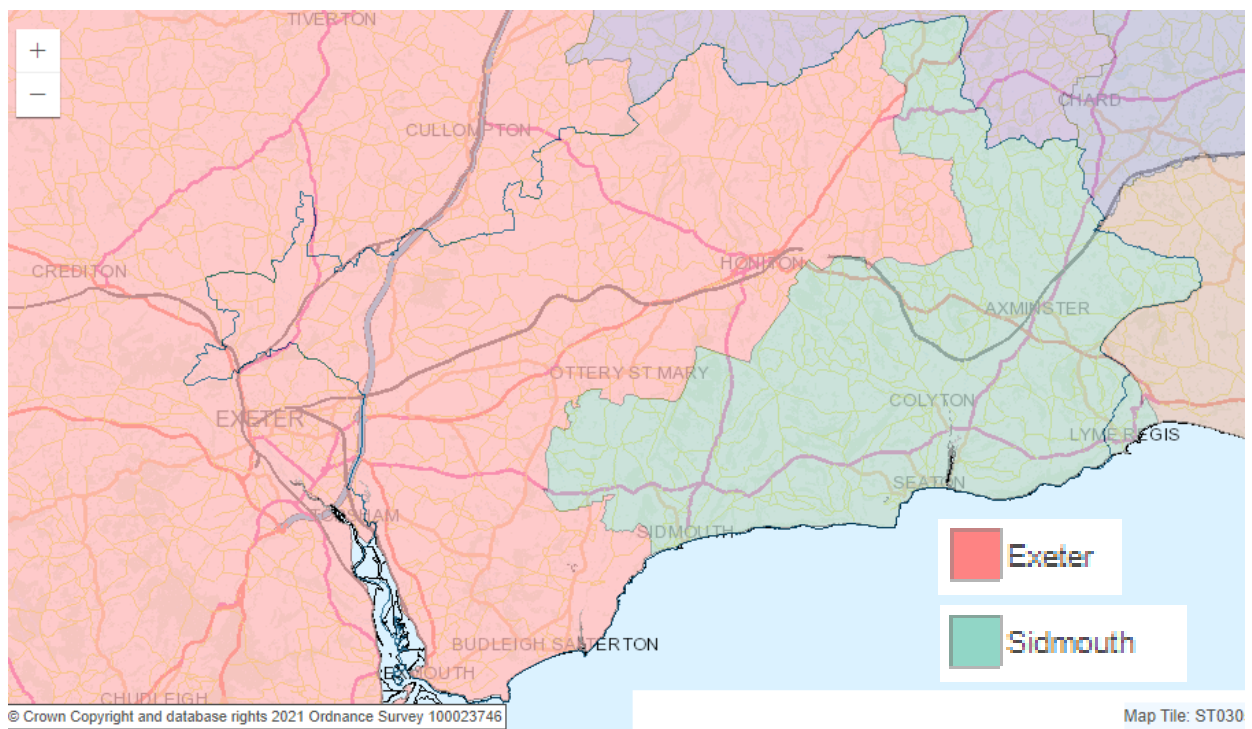 TIVERTON
+
−
CULLOMPTON
CHARD
CREDITON
HONITON
AXMINSTER
OTTERY ST MARY
COLYTON
EXETER
LYME REGIS
SEATON
TOPSHAM
SIDMOUTH
Exeter
BUDLEIGH SALTERTON
Sidmouth
EXMOUTH
CHUDLEIGH
© Crown Copyright and database rights 2021 Ordnance Survey 100023746
Map Tile: ST030